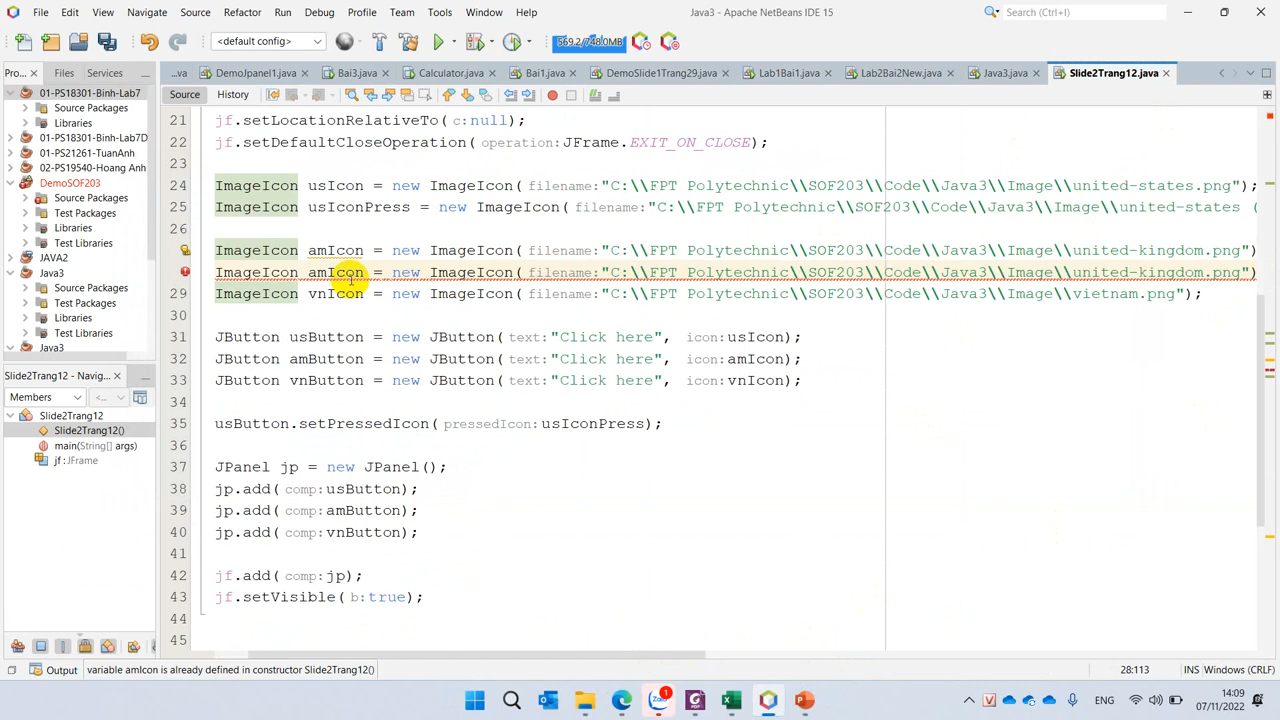 File Edit View Navigate Source Refactor Run Debug Profile Team Tools Window Help
Java3 - Apache NetBeans IDE 15
Search (Ctrl+I)
<default config>
569.2/748.0MB
Pro...
Files
Services
...va
DemoJpanel1.java
Bai3.java
Calculator.java
Bai1.java
DemoSlide1Trang29.java
Lab1Bai1.java
Lab2Bai2New.java
Java3.java
Slide2Trang12.java
Source
History
01-PS18301-Binh-Lab7
Source Packages
Libraries
01-PS18301-Binh-Lab7D
01-PS21261-TuanAnh
02-PS19540-Hoang Anh
DemoSOF203
Source Packages
Test Packages
Libraries
Test Libraries
JAVA2
Java3
Source Packages
Test Packages
Libraries
Test Libraries
Java3
Slide2Trang12 - Navig...
Members
<...
Slide2Trang12
Slide2Trang12()
main(String[] args)
jf : JFrame
21 jf.setLocationRelativeTo( c: null);
22 jf.setDefaultCloseOperation( operation: JFrame.EXIT_ON_CLOSE);
23
24 ImageIcon usIcon = new ImageIcon( filename: "C:\\FPT Polytechnic\\SOF203\\Code\\Java3\\Image\\united-states.png");
25 ImageIcon usIconPress = new ImageIcon( filename: "C:\\FPT Polytechnic\\SOF203\\Code\\Java3\\Image\\united-states (
26
ImageIcon amIcon = new ImageIcon( filename: "C:\\FPT Polytechnic\\SOF203\\Code\\Java3\\Image\\united-kingdom.png")
ImageIcon amIcon = new ImageIcon( filename: "C:\\FPT Polytechnic\\SOF203\\Code\\Java3\\Image\\united-kingdom.png")
29 ImageIcon vnIcon = new ImageIcon( filename: "C:\\FPT Polytechnic\\SOF203\\Code\\Java3\\Image\\vietnam.png");
30
31 JButton usButton = new JButton( text: "Click here", icon: usIcon);
32 JButton amButton = new JButton( text: "Click here", icon: amIcon);
33 JButton vnButton = new JButton( text: "Click here", icon: vnIcon);
34
35 usButton.setPressedIcon( pressedIcon: usIconPress);
36
37 JPanel jp = new JPanel();
38 jp.add( comp: usButton);
39 jp.add( comp: amButton);
40 jp.add( comp: vnButton);
41
42 jf.add( comp: jp);
43 jf.setVisible( b: true);
44
45
Output
variable amIcon is already defined in constructor Slide2Trang12()
28:113
INS
Windows (CRLF)
Zalo
1
ENG
14:09
07/11/2022